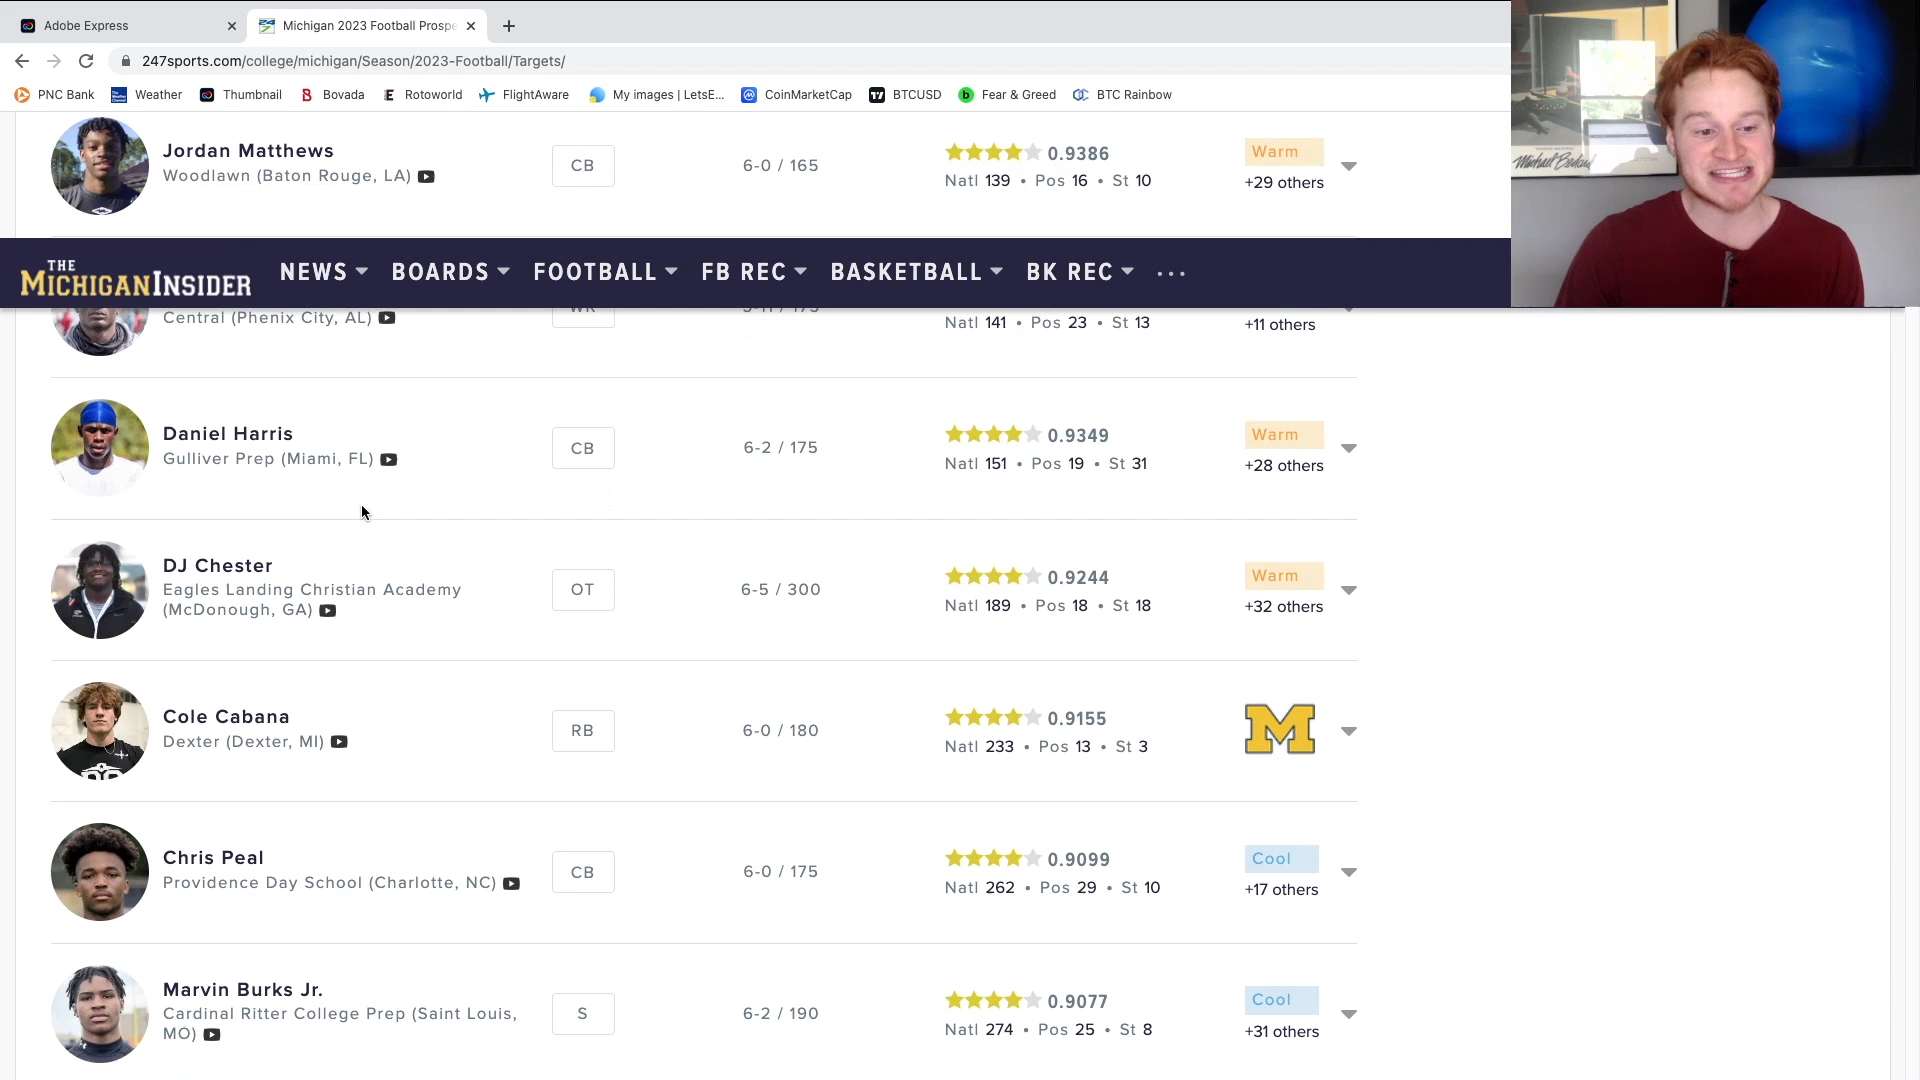 Adobe Express
Michigan 2023 Football Prospe
247sports.com/college/michigan/Season/2023-Football/Targets/
PNC Bank Weather Thumbnail Bovada Rotoworld FlightAware My images | LetsE... CoinMarketCap BTCUSD Fear & Greed BTC Rainbow
Jordan Matthews
Woodlawn (Baton Rouge, LA)
CB
6-0 / 165
0.9386
Natl 139 • Pos 16 • St 10
Warm
+29 others
THE
MICHIGANINSIDER
NEWS BOARDS FOOTBALL FB REC BASKETBALL BK REC ...
Central (Phenix City, AL)
WR
5-11 / 175
Natl 141 • Pos 23 • St 13
+11 others
Daniel Harris
Gulliver Prep (Miami, FL)
CB
6-2 / 175
0.9349
Natl 151 • Pos 19 • St 31
Warm
+28 others
DJ Chester
Eagles Landing Christian Academy
(McDonough, GA)
OT
6-5 / 300
0.9244
Natl 189 • Pos 18 • St 18
Warm
+32 others
Cole Cabana
Dexter (Dexter, MI)
RB
6-0 / 180
0.9155
Natl 233 • Pos 13 • St 3
M
Chris Peal
Providence Day School (Charlotte, NC)
CB
6-0 / 175
0.9099
Natl 262 • Pos 29 • St 10
Cool
+17 others
Marvin Burks Jr.
Cardinal Ritter College Prep (Saint Louis,
MO)
S
6-2 / 190
0.9077
Natl 274 • Pos 25 • St 8
Cool
+31 others